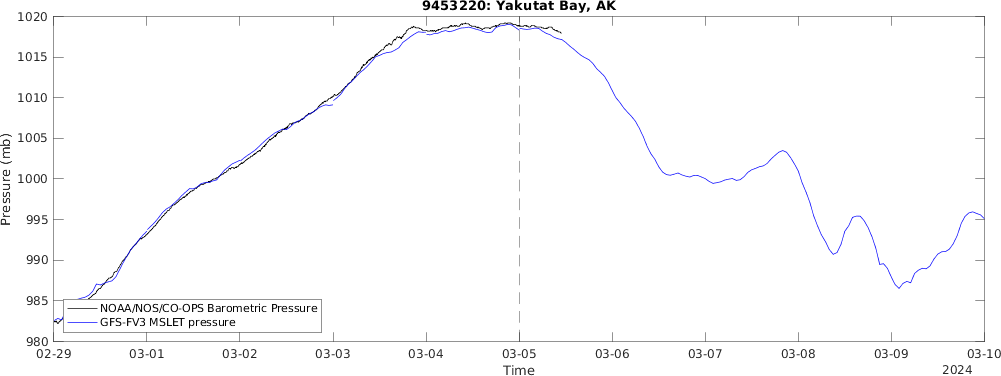 9453220: Yakutat Bay, AK
1020
1015
1010
1005
1000
995
990
985
980
Pressure (mb)
NOAA/NOS/CO-OPS Barometric Pressure
GFS-FV3 MSLET pressure
02-29 03-01 03-02 03-03 03-04 03-05 03-06 03-07 03-08 03-09 03-10
Time
2024